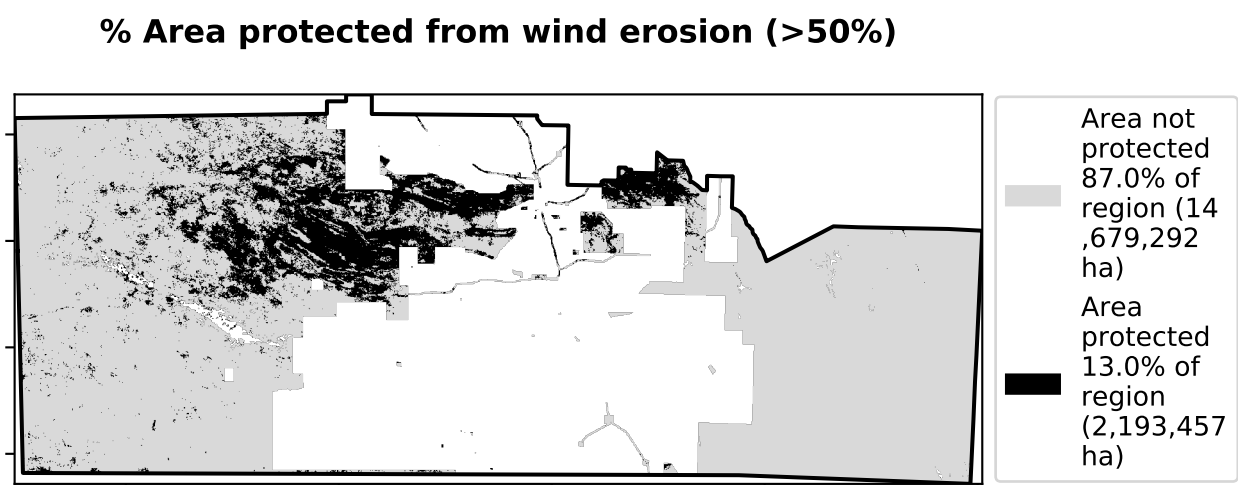 % Area protected from wind erosion (>50%)
Area not
protected
87.0% of
region (14
,679,292
ha)
Area
protected
13.0% of
region
(2,193,457
ha)